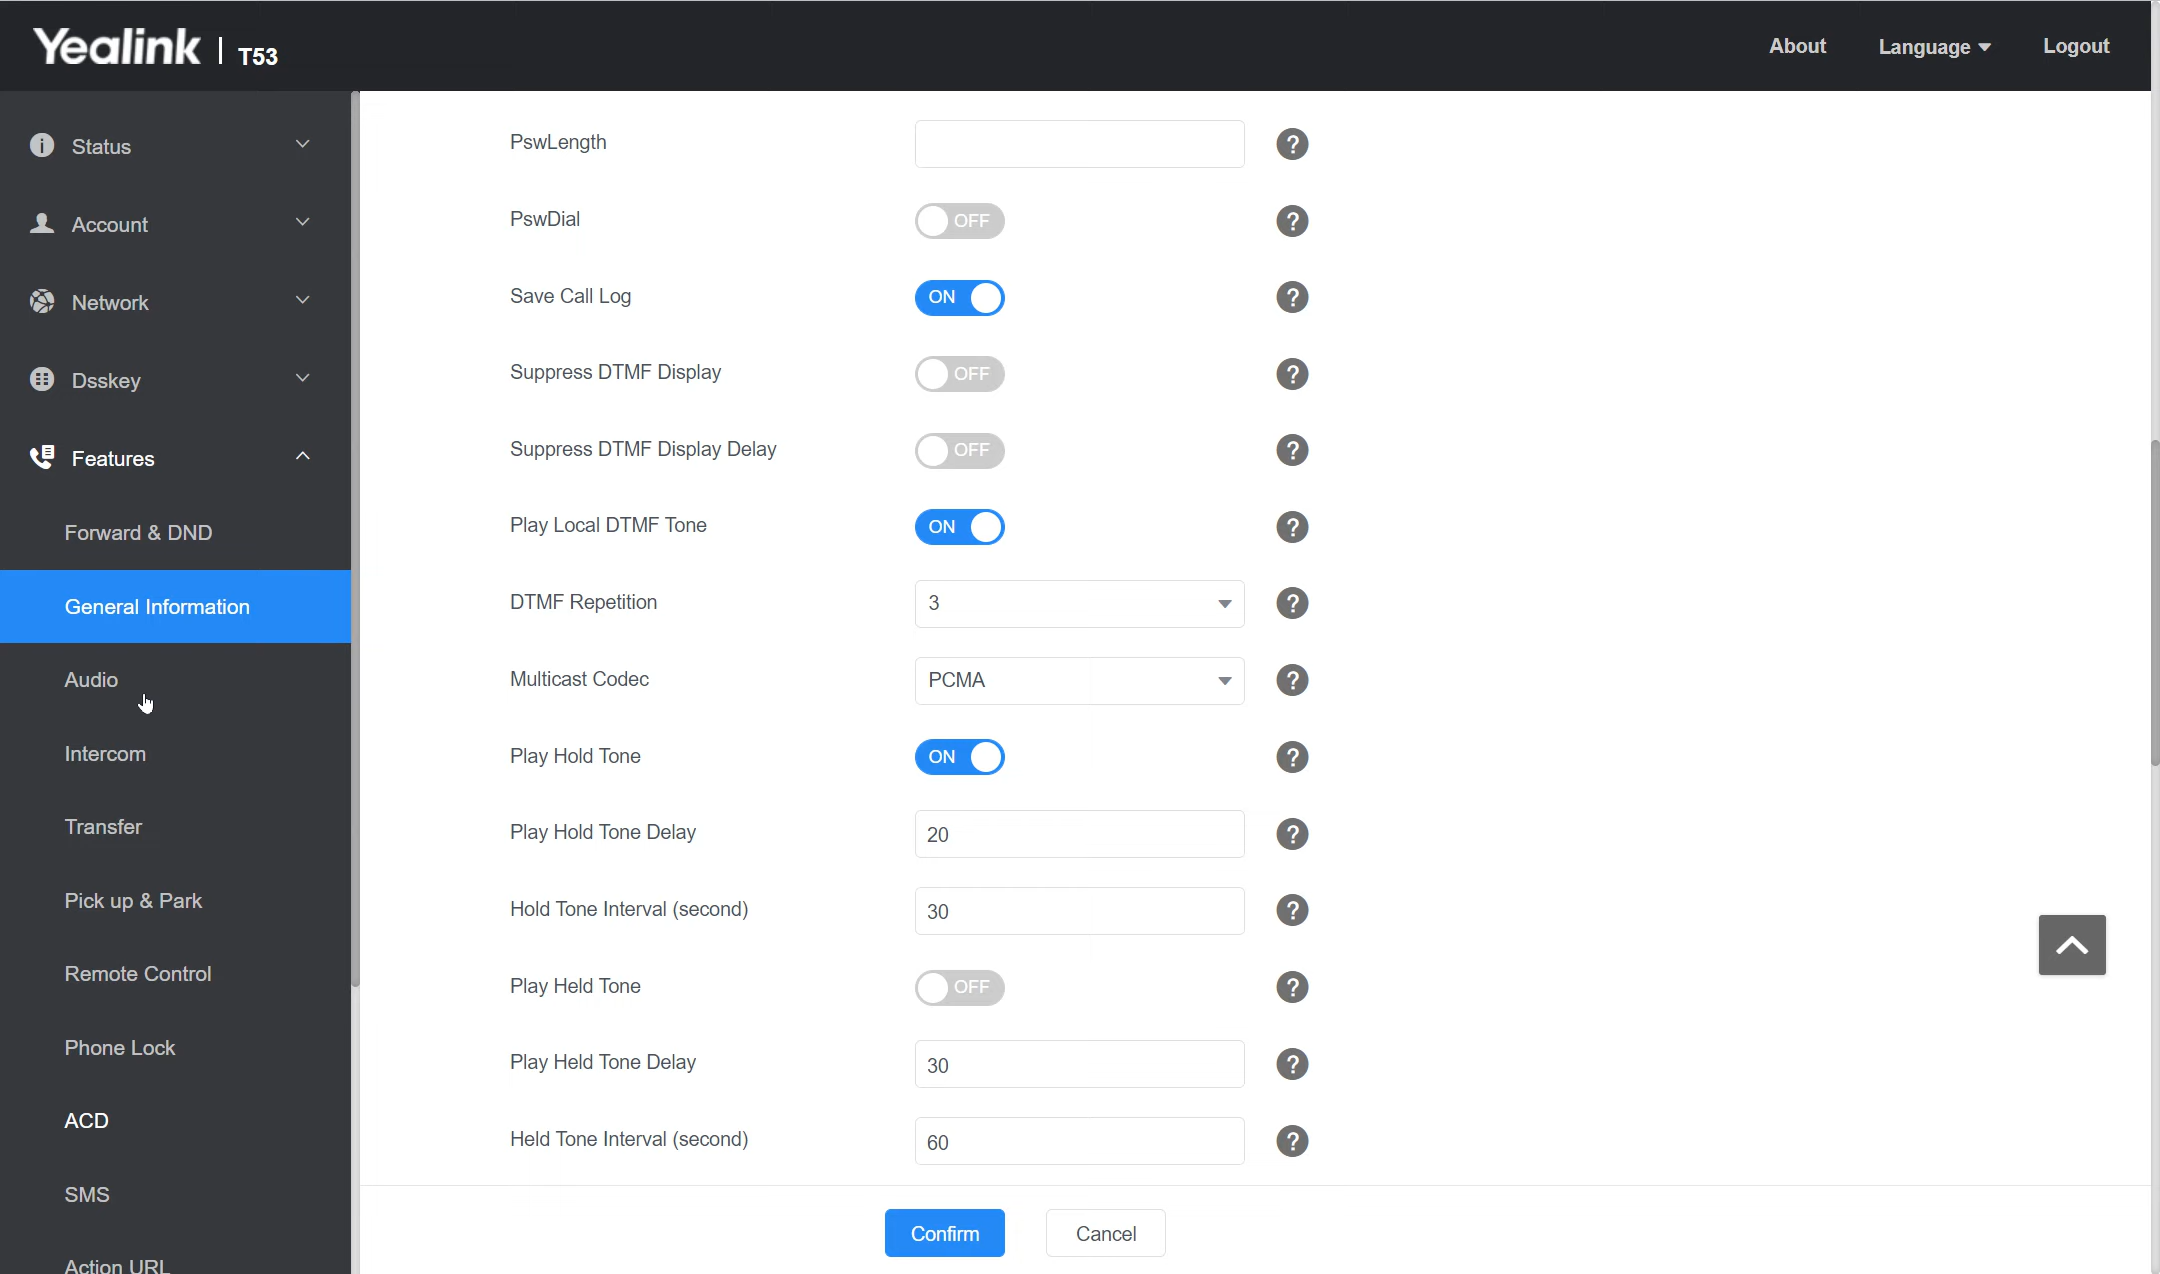 Yealink | T53
About
Language
Logout
Status
Account
Network
Dsskey
Features
Forward & DND
General Information
Audio
Intercom
Transfer
Pick up & Park
Remote Control
Phone Lock
ACD
SMS
Action URL
PswLength
?
PswDial
OFF
?
Save Call Log
ON
?
Suppress DTMF Display
OFF
?
Suppress DTMF Display Delay
OFF
?
Play Local DTMF Tone
ON
?
DTMF Repetition
3
?
Multicast Codec
PCMA
?
Play Hold Tone
ON
?
Play Hold Tone Delay
20
?
Hold Tone Interval (second)
30
?
Play Held Tone
OFF
?
Play Held Tone Delay
30
?
Held Tone Interval (second)
60
?
Confirm
Cancel